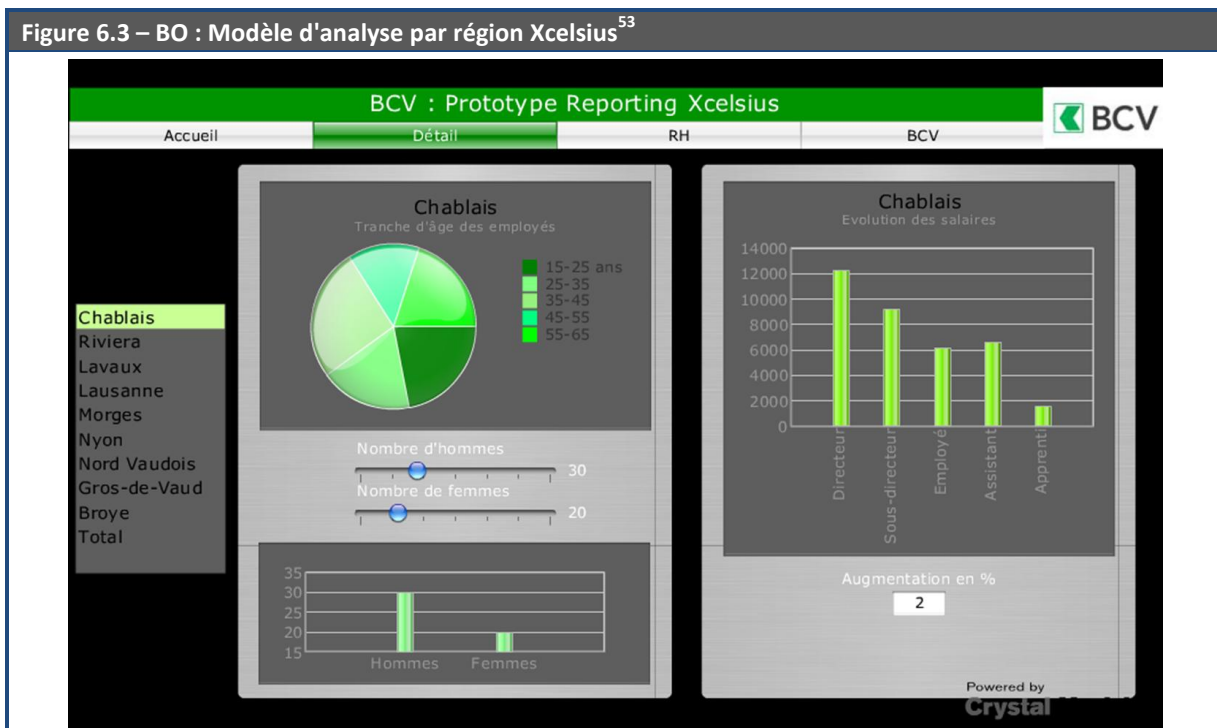 Figure 6.3 – BO : Modèle d'analyse par région Xcelsius53
BCV : Prototype Reporting Xcelsius
BCV
Accueil
Détail
RH
BCV
Chablais
Riviera
Lavaux
Lausanne
Morges
Nyon
Nord Vaudois
Gros-de-Vaud
Broye
Total
Chablais
Tranche d'âge des employés
15-25 ans
25-35
35-45
45-55
55-65
Nombre d'hommes
30
Nombre de femmes
20
35
30
25
20
15
Hommes Femmes
Chablais
Evolution des salaires
14000
12000
10000
8000
6000
4000
2000
0
Directeur
Sous-directeur
Employé
Assistant
Apprenti
Augmentation en %
2
Powered by
Crystal